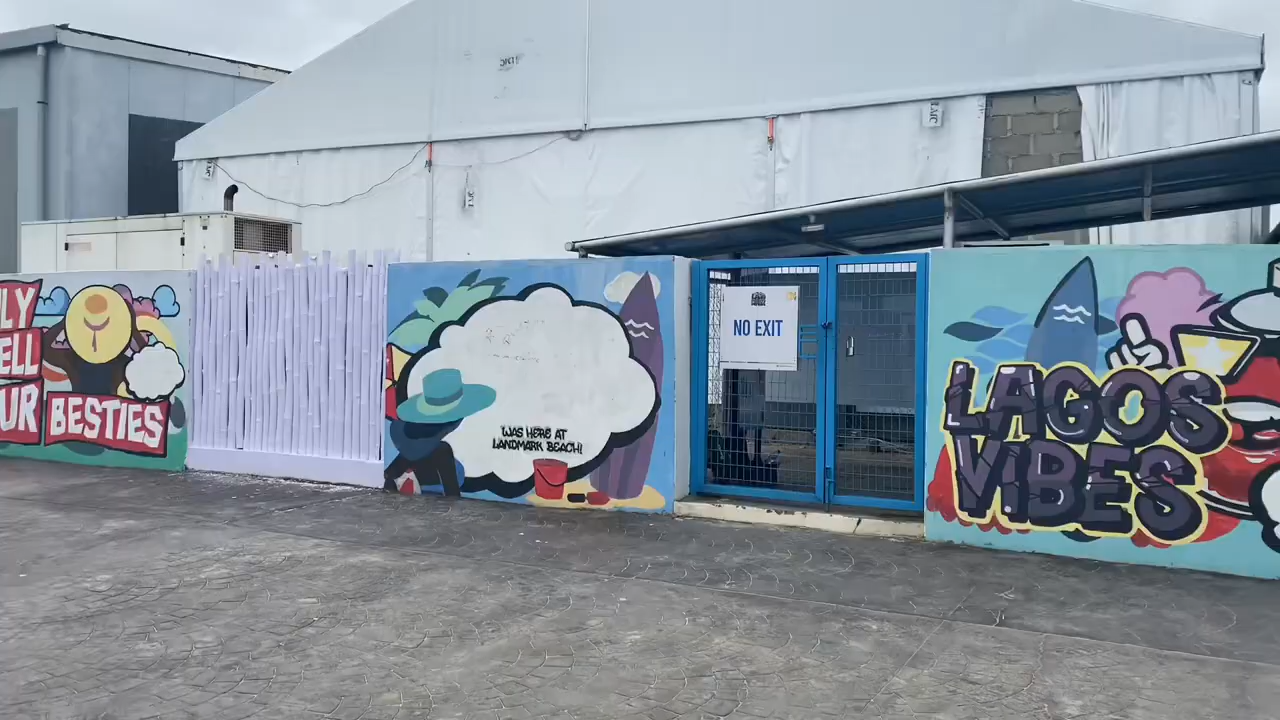 LY
ELL
UR BESTIES
WAS HERE AT
LANDMARK BEACH!
NO EXIT
LAGOS
VIBES